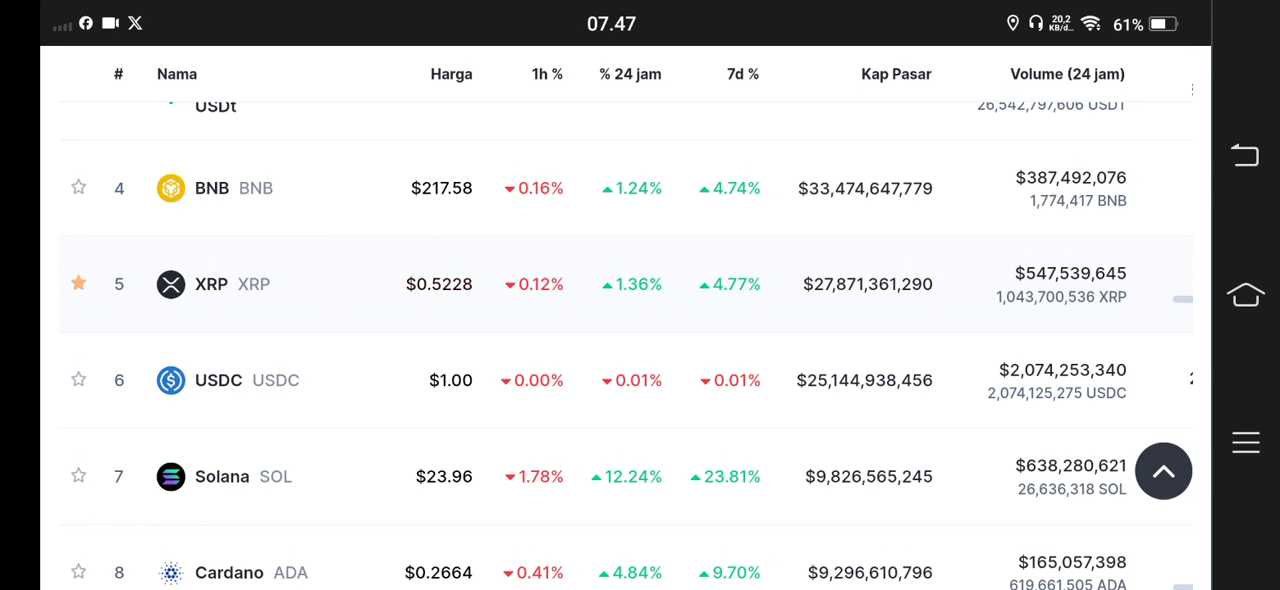 07.47 20,2 KB/d... 61%
# Nama Harga 1h % % 24 jam 7d % Kap Pasar Volume (24 jam)
USDt 26,542,797,606 USDT
4 BNB BNB $217.58 0.16% 1.24% 4.74% $33,474,647,779 $387,492,076
1,774,417 BNB
5 XRP XRP $0.5228 0.12% 1.36% 4.77% $27,871,361,290 $547,539,645
1,043,700,536 XRP
6 USDC USDC $1.00 0.00% 0.01% 0.01% $25,144,938,456 $2,074,253,340
2,074,125,275 USDC
7 Solana SOL $23.96 1.78% 12.24% 23.81% $9,826,565,245 $638,280,621
26,636,318 SOL
8 Cardano ADA $0.2664 0.41% 4.84% 9.70% $9,296,610,796 $165,057,398
619,661,505 ADA